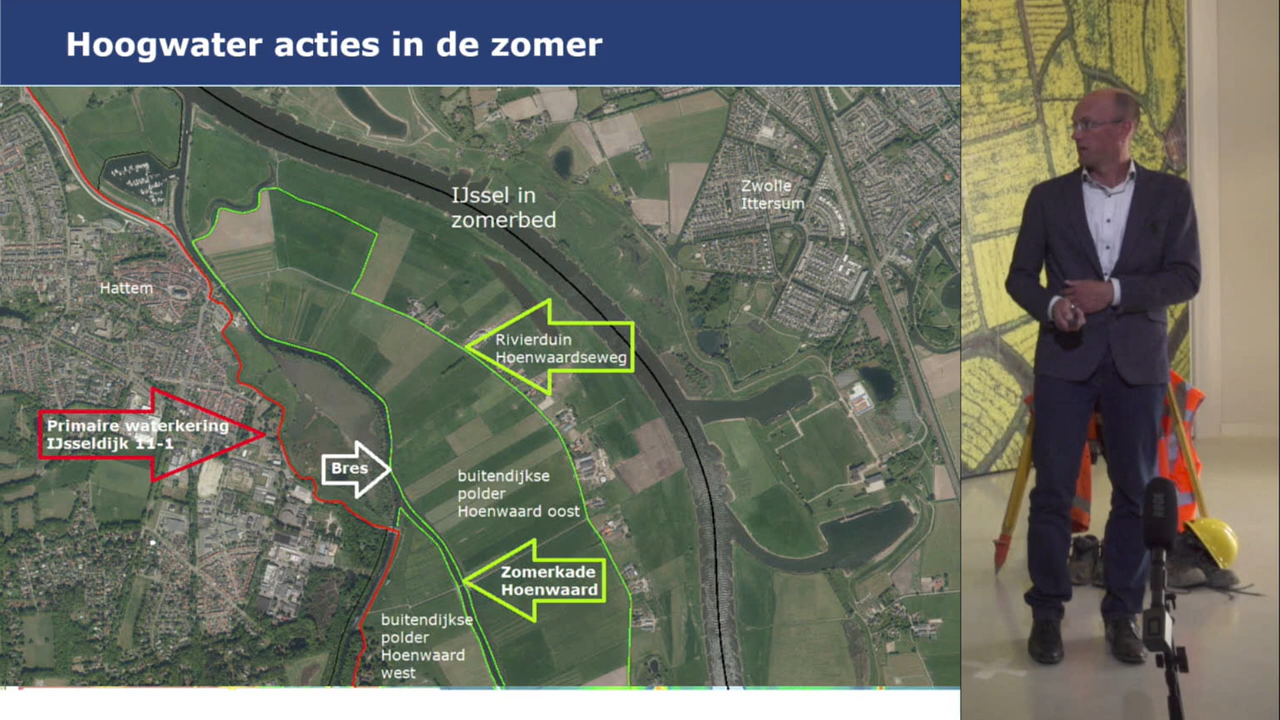 Hoogwater acties in de zomer
IJssel in
zomerbed
Zwolle
Ittersum
Hattem
Rivierduin
Hoenwaardseweg
Primaire waterkering
IJsseldijk 11-1
Bres
buitendijkse
polder
Hoenwaard oost
Zomerkade
Hoenwaard
buitendijkse
polder
Hoenwaard
west